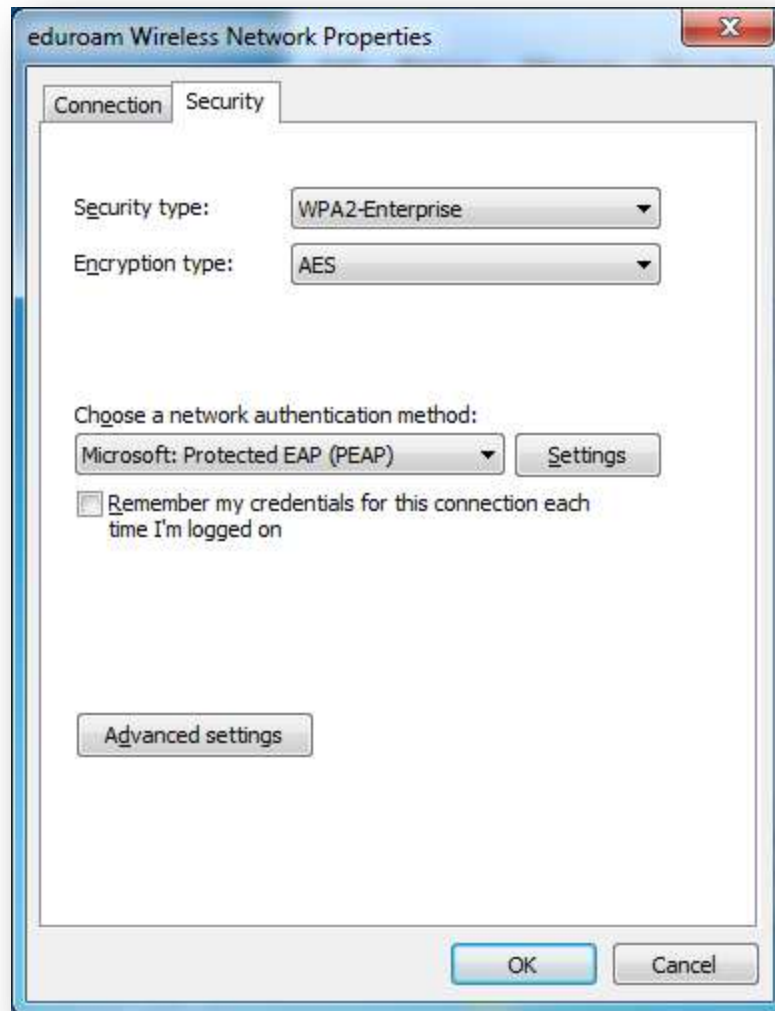 eduroam Wireless Network Properties
Connection Security
Security type: WPA2-Enterprise
Encryption type: AES
Choose a network authentication method:
Microsoft: Protected EAP (PEAP) Settings
Remember my credentials for this connection each
time I'm logged on
Advanced settings
OK Cancel